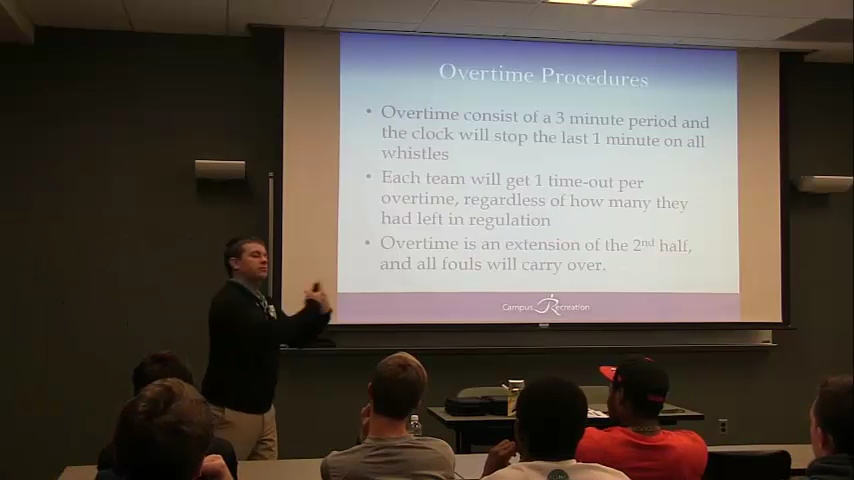 Overtime Procedures
• Overtime consist of a 3 minute period and
the clock will stop the last 1 minute on all
whistles
• Each team will get 1 time-out per
overtime, regardless of how many they
had left in regulation
• Overtime is an extension of the 2nd half,
and all fouls will carry over.
Campus Recreation